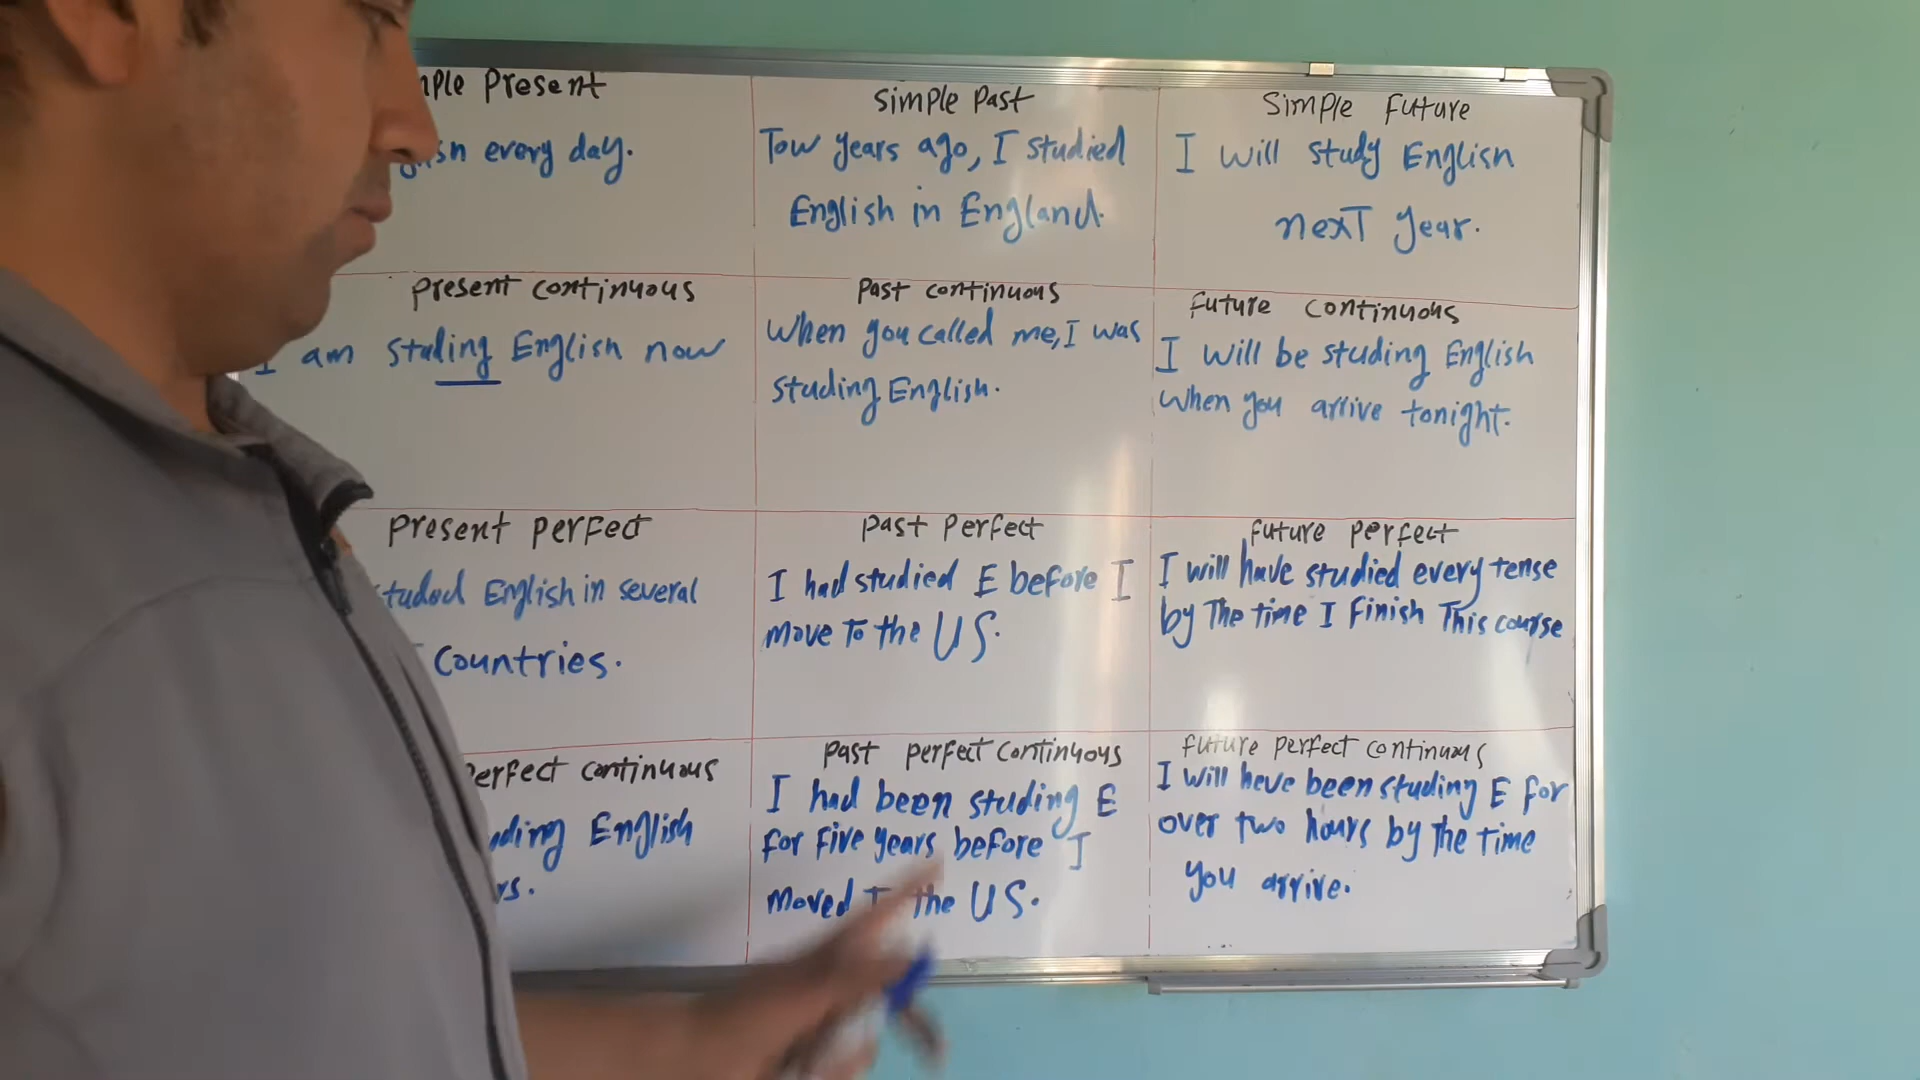 Present
every day.
Simple Past
Tow years ago, I studied
English in England.
Simple Future
I will study English
next year.
Present continuous
I am studing English now
Past continuous
When you called me, I was
studing English.
Future continuous
I will be studing English
when you arrive tonight.
Present perfect
English in several
countries.
Past perfect
I had studied E before I
move to the US.
Future perfect
I will have studied every tense
by the time I finish this course
continuous
English
Past perfect continuous
I had been studing E
for five years before I
moved the US.
Future perfect continuous
I will heve been studing E for
over two hours by the time
you arrive.